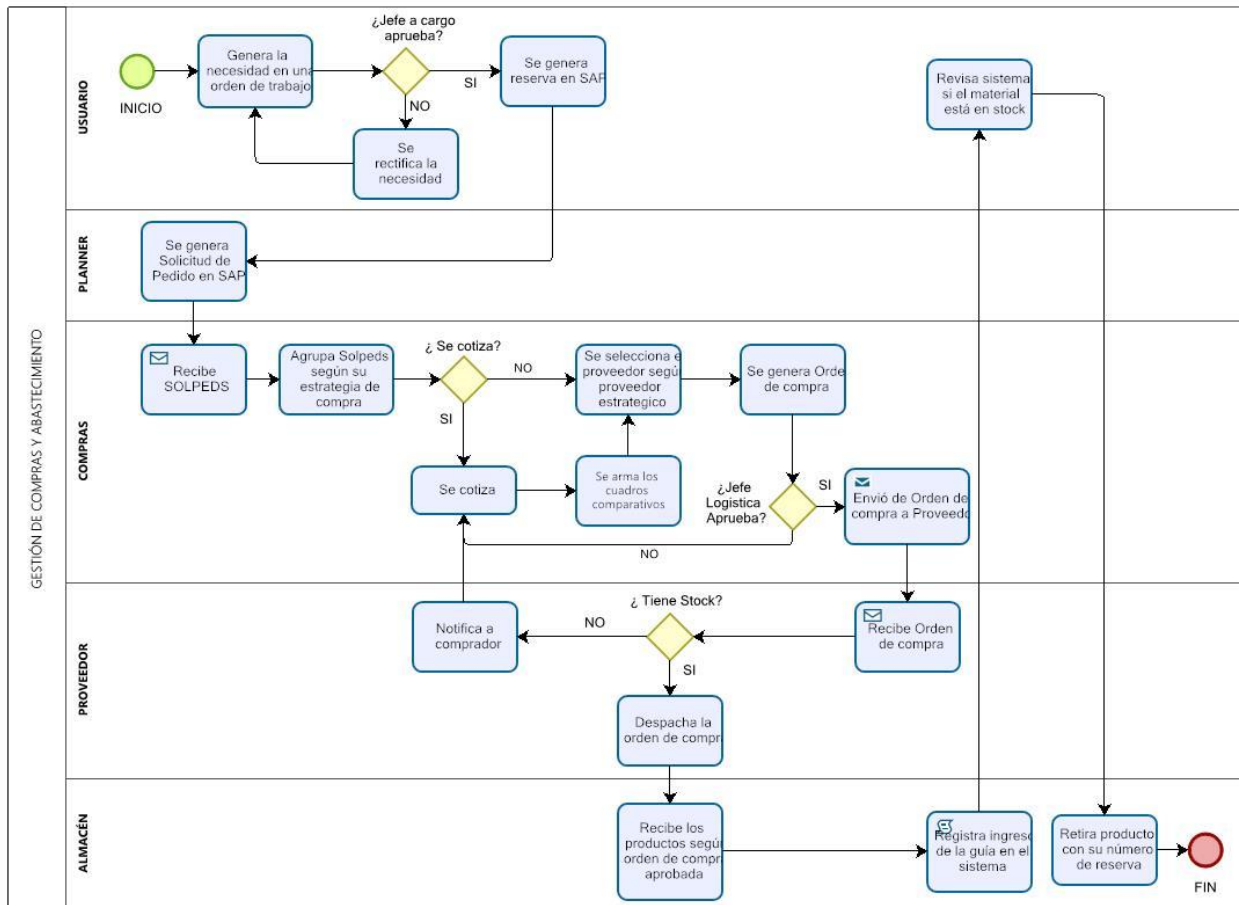 GESTIÓN DE COMPRAS Y ABASTECIMIENTO
USUARIO
INICIO
Genera la
necesidad en una
orden de trabajo
¿Jefe a cargo
aprueba?
SI
NO
Se
rectifica la
necesidad
Se genera
reserva en SAP
Revisa sistema
si el material
está en stock
PLANNER
Se genera
Solicitud de
Pedido en SAP
COMPRAS
Recibe
SOLPEDS
Agrupa Solpeds
según su
estrategia de
compra
¿ Se cotiza?
NO
SI
Se selecciona e
proveedor segú
proveedor
estrategico
Se genera Orde
de compra
Se cotiza
Se arma los
cuadros
comparativos
¿Jefe
Logistica
Aprueba?
SI
NO
Envió de Orden de
compra a Proveedo
PROVEEDOR
Notifica a
comprador
NO
¿ Tiene Stock?
SI
Recibe Orden
de compra
Despacha la
orden de compr
ALMACÉN
Recibe los
productos segú
orden de compr
aprobada
Registra ingreso
de la guía en el
sistema
Retira producto
con su número
de reserva
FIN